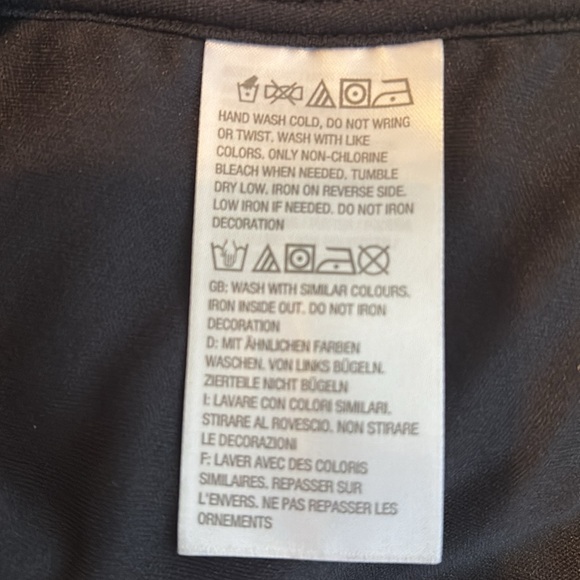 HAND WASH COLD, DO NOT WRING
OR TWIST. WASH WITH LIKE
COLORS. ONLY NON-CHLORINE
BLEACH WHEN NEEDED. TUMBLE
DRY LOW. IRON ON REVERSE SIDE.
LOW IRON IF NEEDED. DO NOT IRON
DECORATION
GB: WASH WITH SIMILAR COLOURS.
IRON INSIDE OUT. DO NOT IRON
DECORATION
D: MIT ÄHNLICHEN FARBEN
WASCHEN. VON LINKS BÜGELN.
ZIERTEILE NICHT BÜGELN
I: LAVARE CON COLORI SIMILARI.
STIRARE AL ROVESCIO. NON STIRARE
LE DECORAZIONI
F: LAVER AVEC DES COLORIS
SIMILAIRES. REPASSER SUR
L'ENVERS. NE PAS REPASSER LES
ORNEMENTS